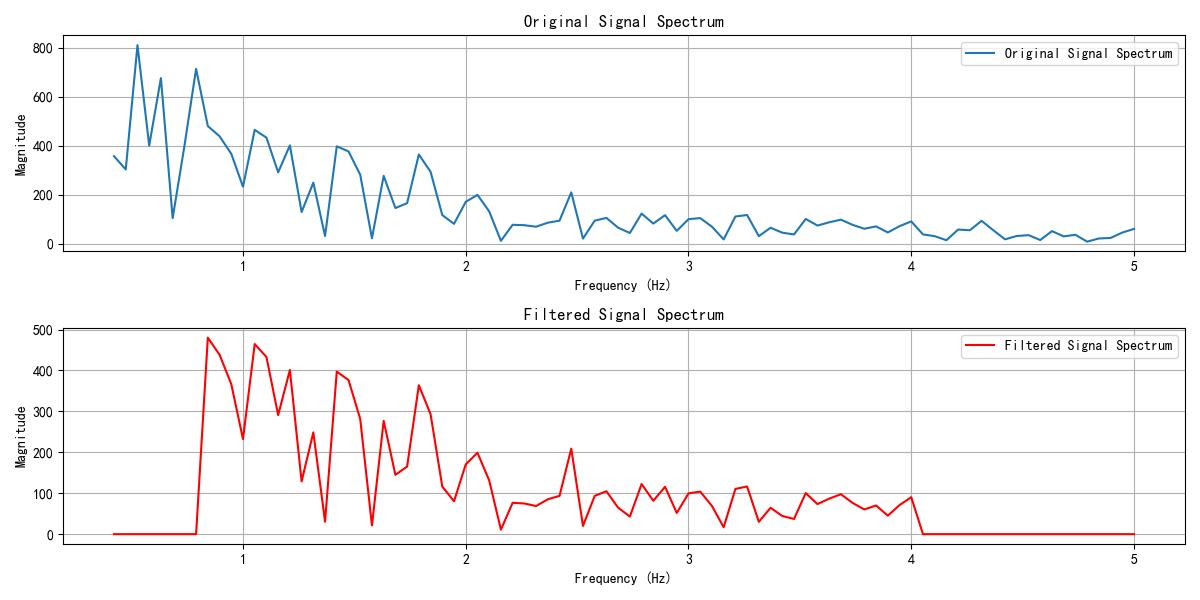 Original Signal Spectrum
Original Signal Spectrum
Magnitude
800
600
400
200
0
1
2
3
4
5
Frequency (Hz)
Filtered Signal Spectrum
Filtered Signal Spectrum
Magnitude
500
400
300
200
100
0
1
2
3
4
5
Frequency (Hz)